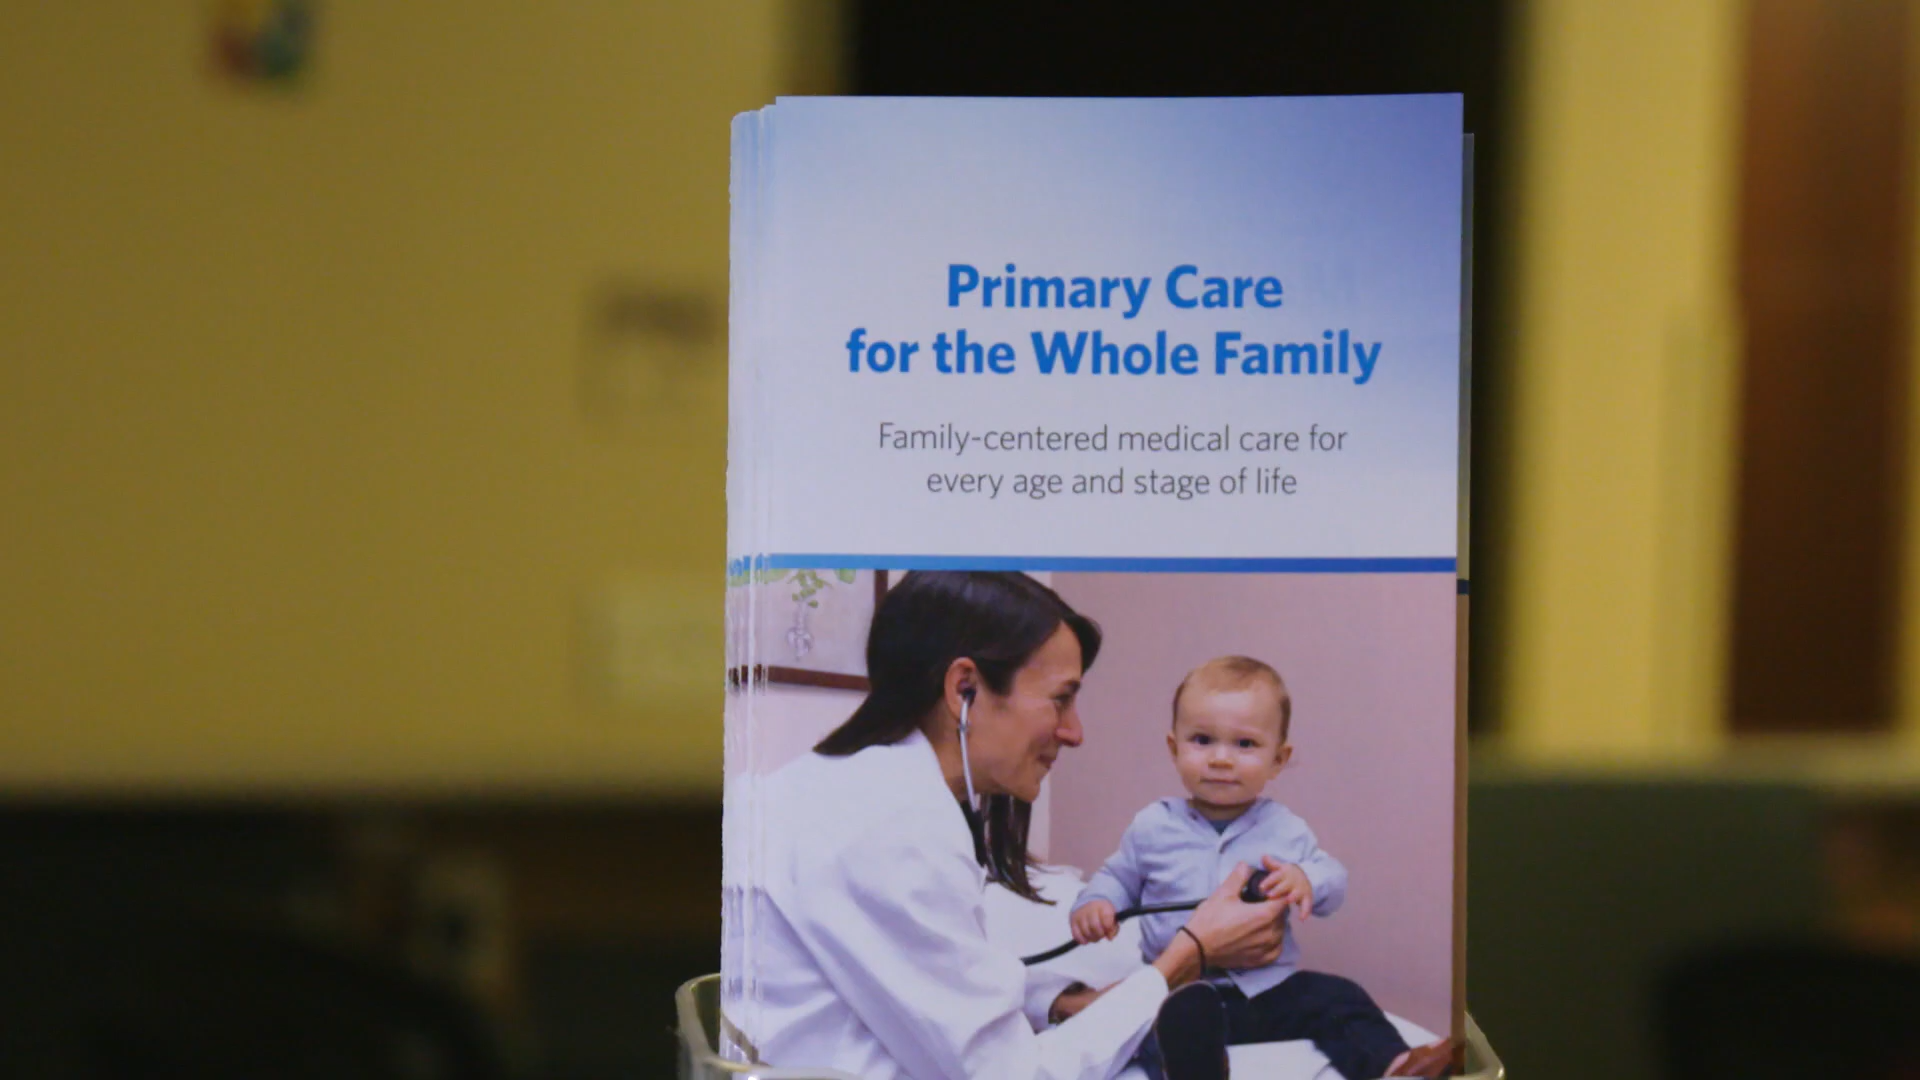 Primary Care
for the Whole Family
Family-centered medical care for
every age and stage of life